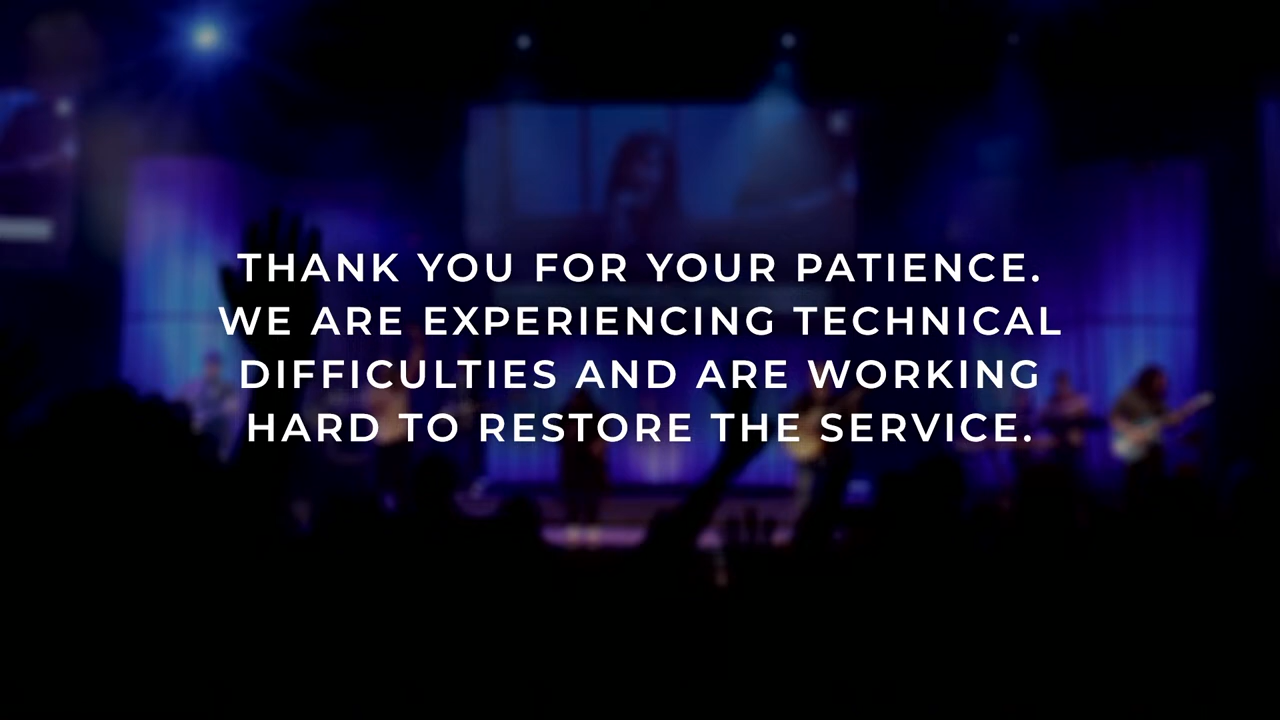 THANK YOU FOR YOUR PATIENCE.
WE ARE EXPERIENCING TECHNICAL
DIFFICULTIES AND ARE WORKING
HARD TO RESTORE THE SERVICE.